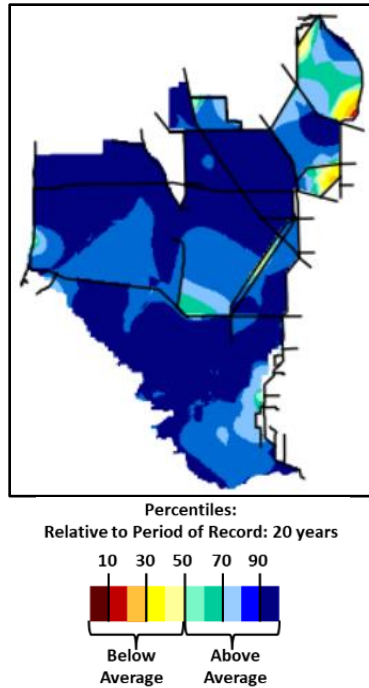 Percentiles:
Relative to Period of Record: 20 years
10 30 50 70 90
Below Above
Average Average